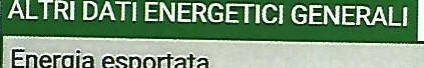 ALTRI DATI ENERGETICI GENERALI
Energia esportata